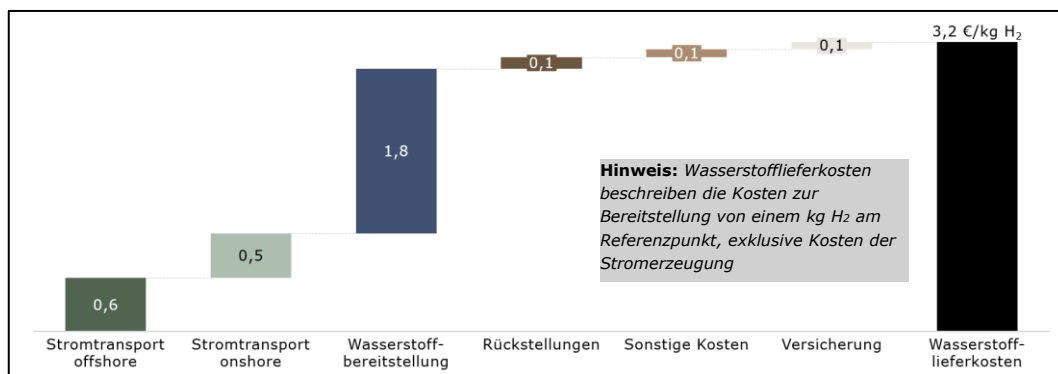 3,2 €/kg H₂
0,1
0,1
0,1
1,8
0,5
0,6
Hinweis: Wasserstofflieferkosten
beschreiben die Kosten zur
Bereitstellung von einem kg H₂ am
Referenzpunkt, exklusive Kosten der
Stromerzeugung
Stromtransport
offshore
Stromtransport
onshore
Wasserstoff-
bereitstellung
Rückstellungen
Sonstige Kosten
Versicherung
Wasserstoff-
lieferkosten